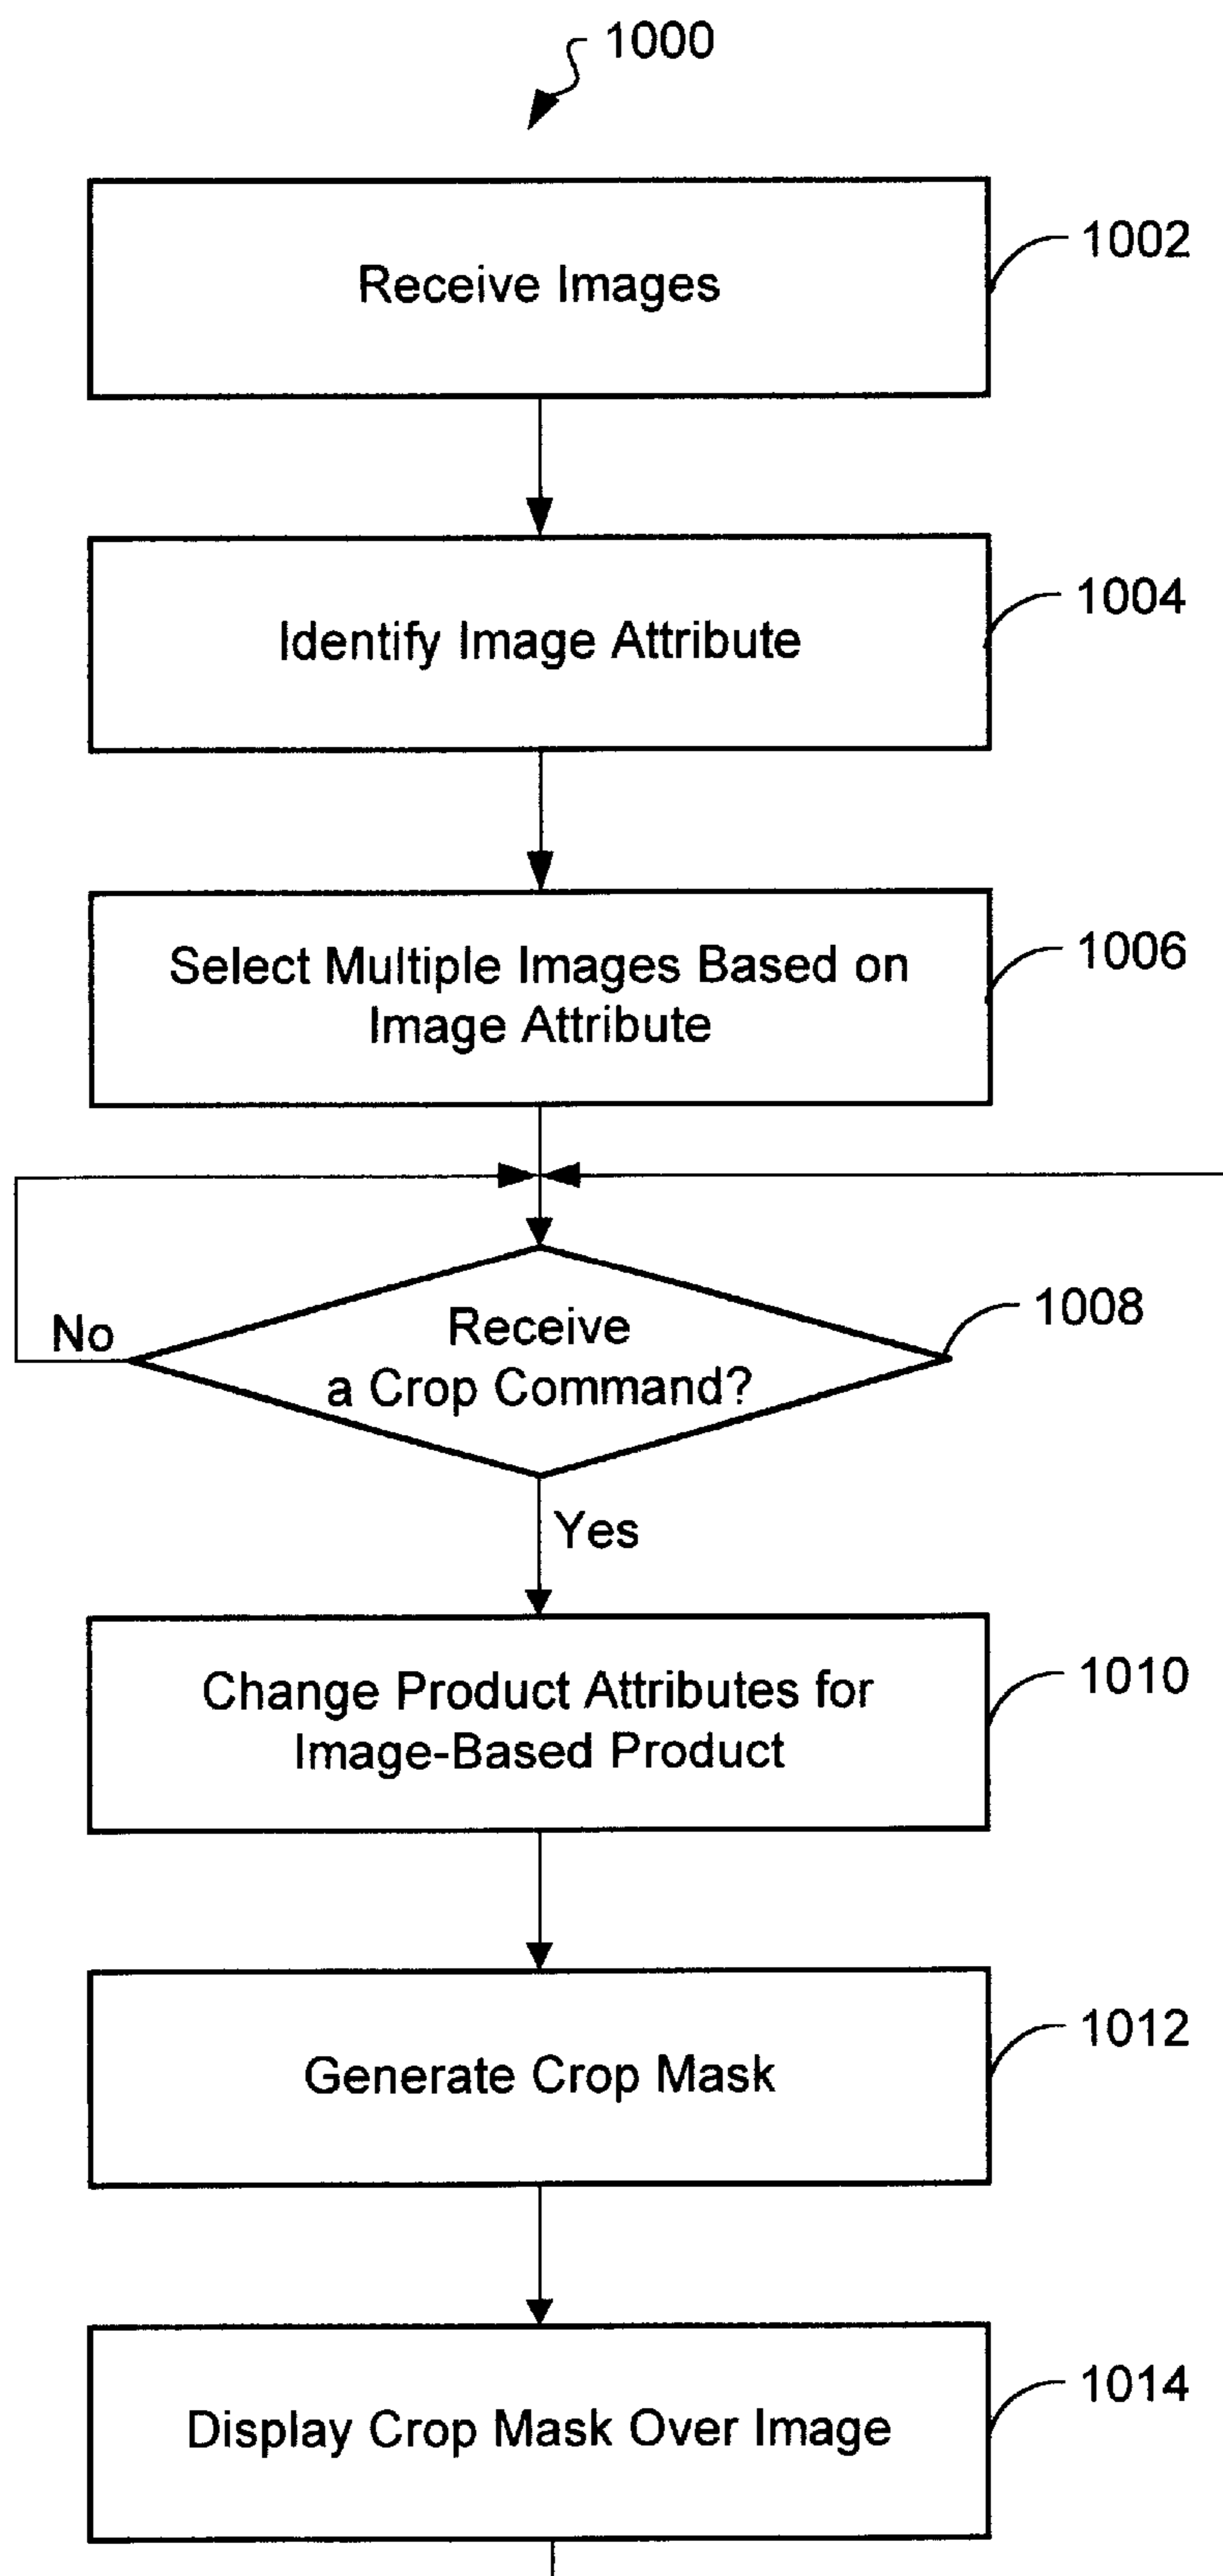 1000
Receive Images
1002
Identify Image Attribute
1004
Select Multiple Images Based on
Image Attribute
1006
No
Receive
a Crop Command?
1008
Yes
Change Product Attributes for
Image-Based Product
1010
Generate Crop Mask
1012
Display Crop Mask Over Image
1014